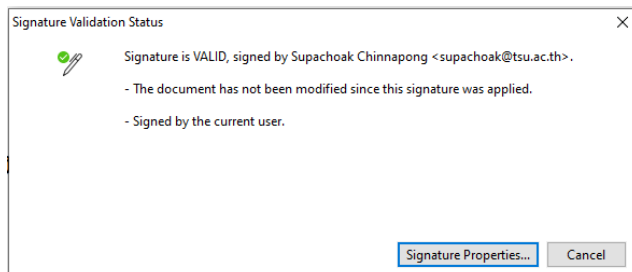 Signature Validation Status
Signature is VALID, signed by Supachoak Chinnapong <supachoak@tsu.ac.th>.
- The document has not been modified since this signature was applied.
- Signed by the current user.
Signature Properties... Cancel